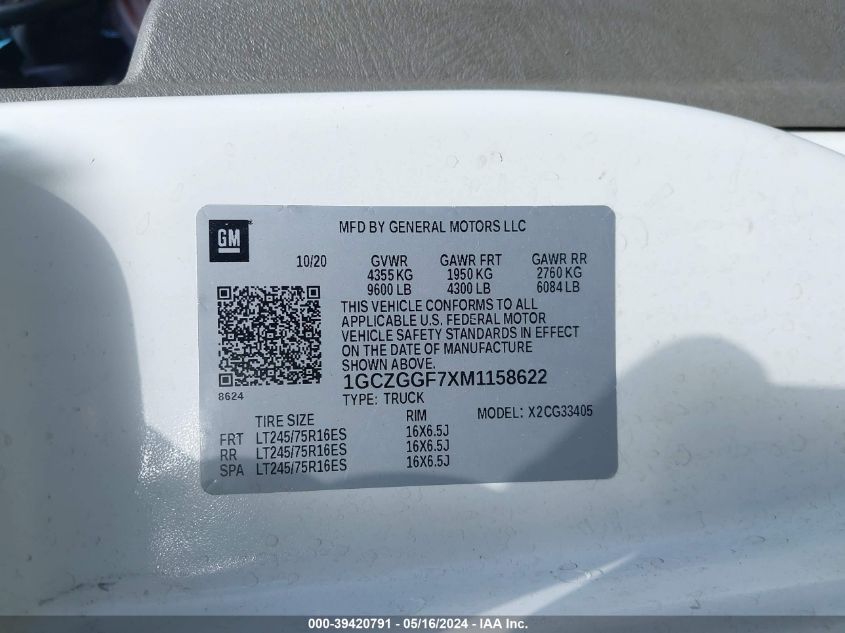 GM
MFD BY GENERAL MOTORS LLC
10/20 GVWR GAWR FRT GAWR RR
4355 KG 1950 KG 2760 KG
9600 LB 4300 LB 6084 LB
THIS VEHICLE CONFORMS TO ALL
APPLICABLE U.S. FEDERAL MOTOR
VEHICLE SAFETY STANDARDS IN EFFECT
ON THE DATE OF MANUFACTURE
SHOWN ABOVE.
1GCZGGF7XM1158622
8624
TYPE: TRUCK
TIRE SIZE RIM MODEL: X2CG33405
FRT LT245/75R16ES 16X6.5J
RR LT245/75R16ES 16X6.5J
SPA LT245/75R16ES 16X6.5J
000-39420791 - 05/16/2024 - IAA Inc.